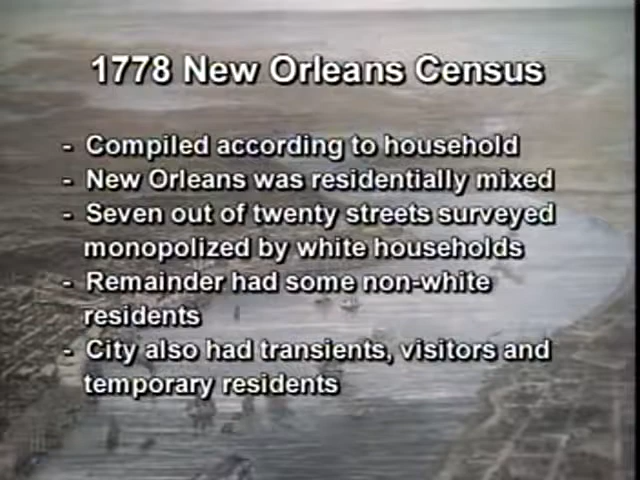 1778 New Orleans Census
- Compiled according to household
- New Orleans was residentially mixed
- Seven out of twenty streets surveyed
monopolized by white households
- Remainder had some non-white
residents
- City also had transients, visitors and
temporary residents